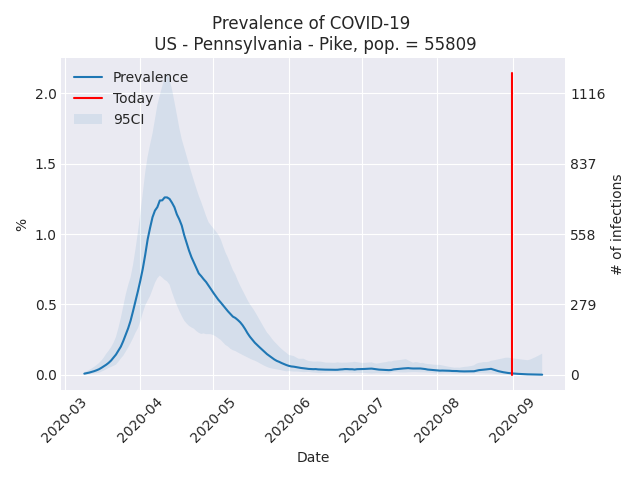 Prevalence of COVID-19
US - Pennsylvania - Pike, pop. = 55809
Prevalence
Today
95CI
2.0
1.5
1.0
0.5
0.0
%
1116
837
558
279
0
# of infections
2020-03
2020-04
2020-05
2020-06
2020-07
2020-08
2020-09
Date